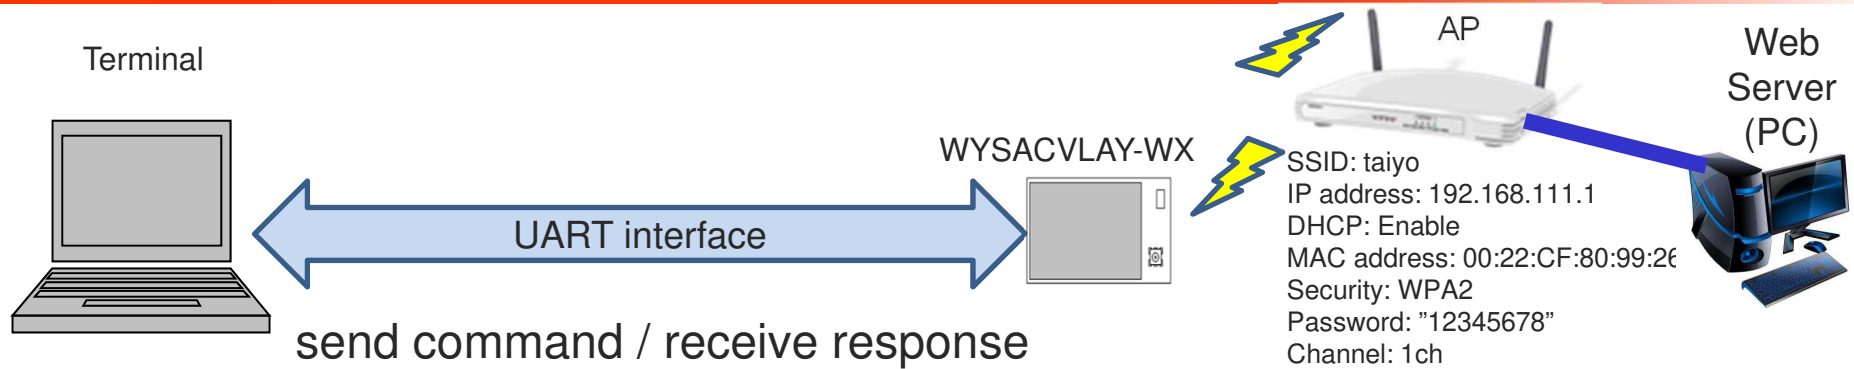 Terminal
WYSACVLAY-WX
UART interface
send command / receive response
AP
SSID: taiyo
IP address: 192.168.111.1
DHCP: Enable
MAC address: 00:22:CF:80:99:26
Security: WPA2
Password: ”12345678”
Channel: 1ch
Web
Server
(PC)